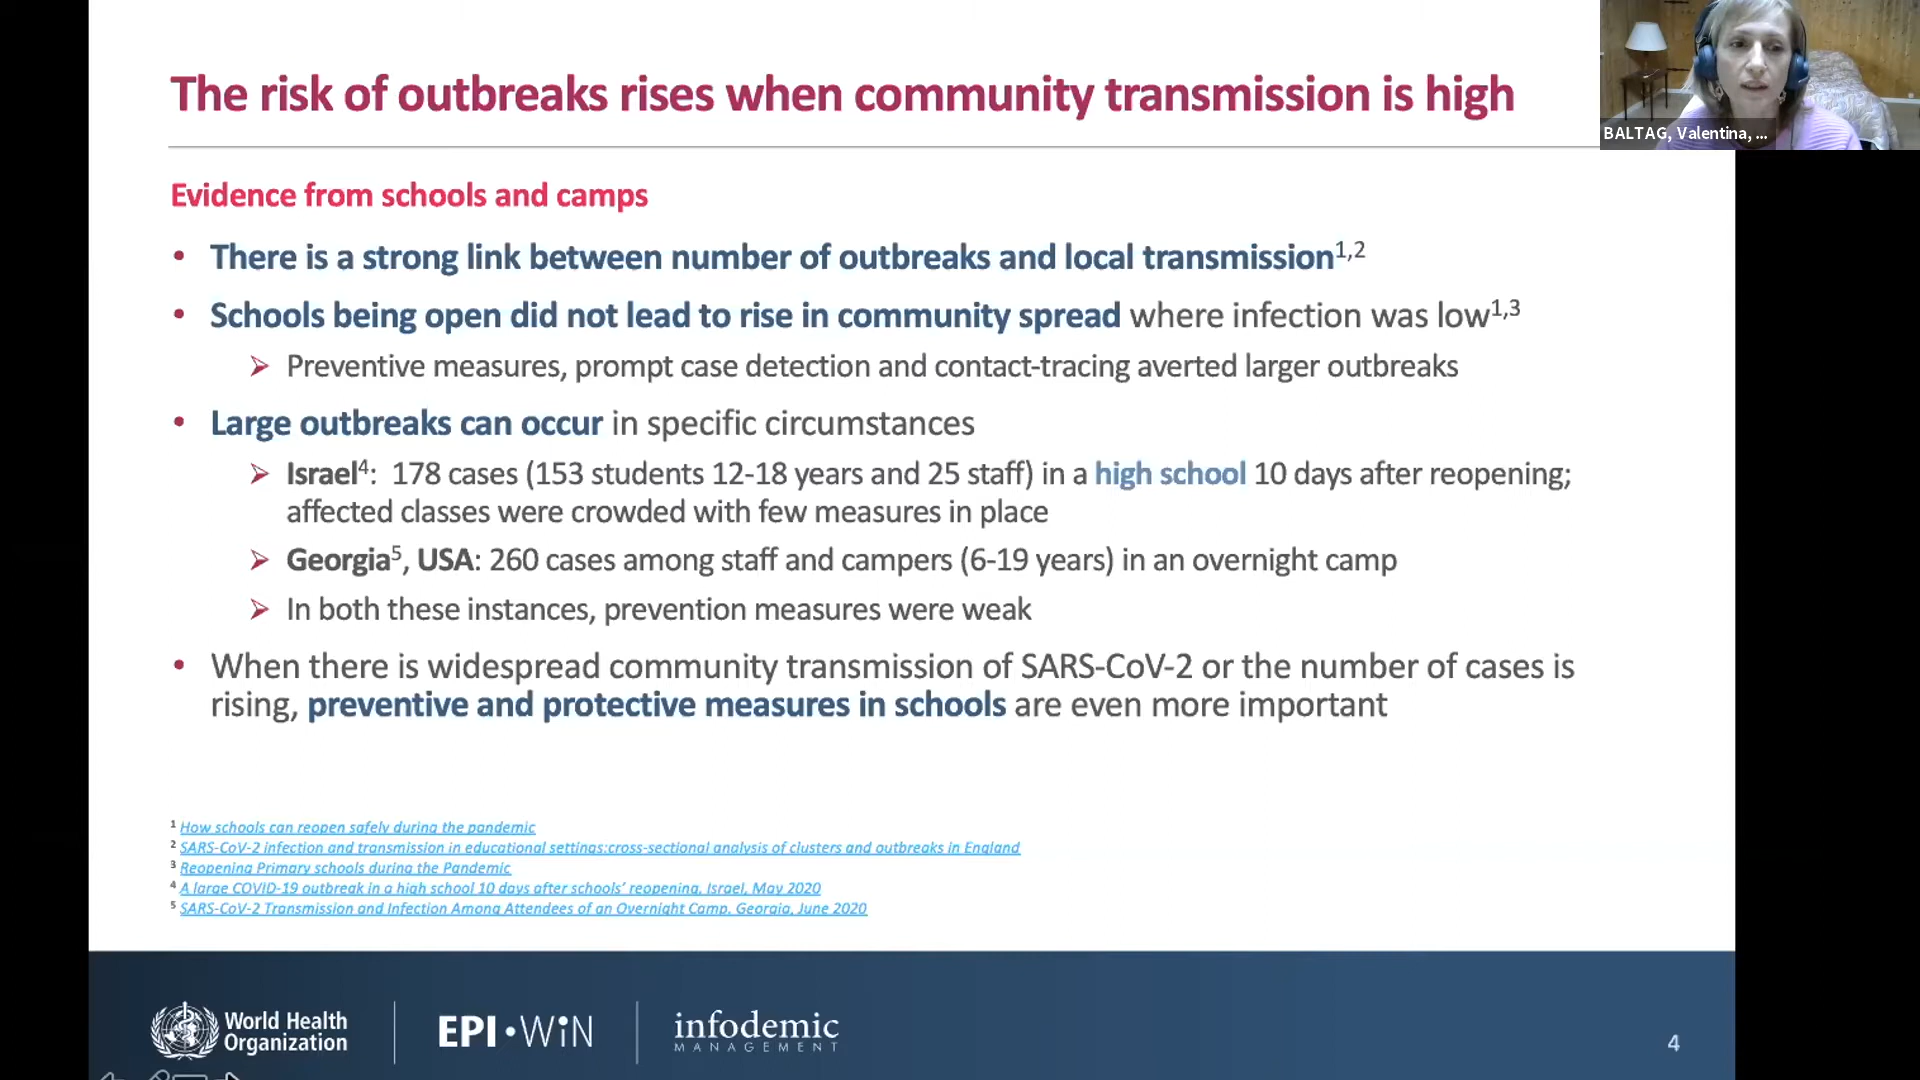 The risk of outbreaks rises when community transmission is high
BALTAG, Valentina, ...
Evidence from schools and camps
• There is a strong link between number of outbreaks and local transmission1,2
• Schools being open did not lead to rise in community spread where infection was low1,3
➢ Preventive measures, prompt case detection and contact-tracing averted larger outbreaks
• Large outbreaks can occur in specific circumstances
➢ Israel4: 178 cases (153 students 12-18 years and 25 staff) in a high school 10 days after reopening;
affected classes were crowded with few measures in place
➢ Georgia5, USA: 260 cases among staff and campers (6-19 years) in an overnight camp
➢ In both these instances, prevention measures were weak
• When there is widespread community transmission of SARS-CoV-2 or the number of cases is
rising, preventive and protective measures in schools are even more important
1 How schools can reopen safely during the pandemic
2 SARS-CoV-2 infection and transmission in educational settings:cross-sectional analysis of clusters and outbreaks in England
3 Reopening Primary schools during the Pandemic
4 A large COVID-19 outbreak in a high school 10 days after schools’ reopening, Israel, May 2020
5 SARS-CoV-2 Transmission and Infection Among Attendees of an Overnight Camp. Georgia, June 2020
World Health
Organization
EPI•WiN
infodemic
MANAGEMENT
4